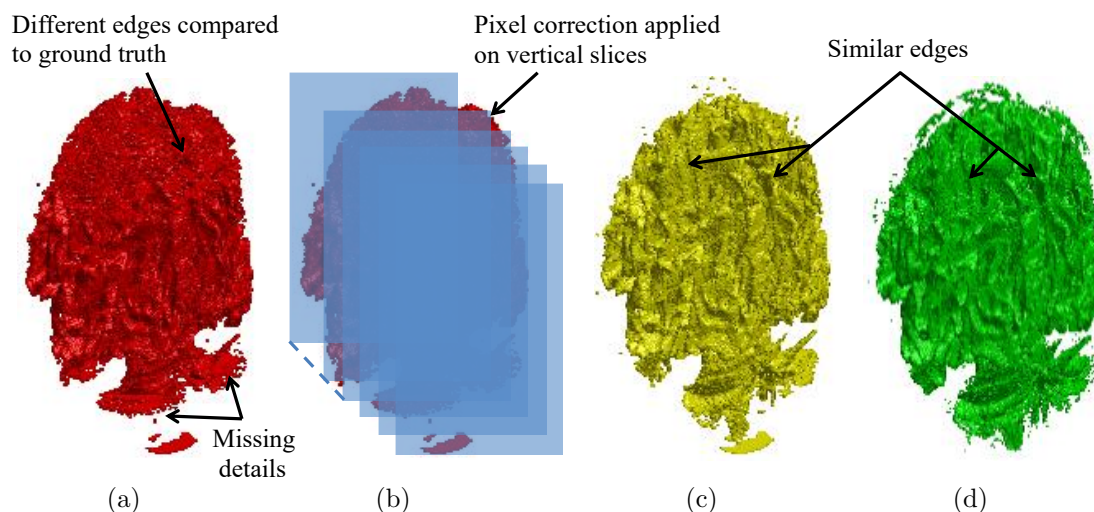 Different edges compared
to ground truth
Pixel correction applied
on vertical slices
Similar edges
Missing
details
(a)
(b)
(c)
(d)